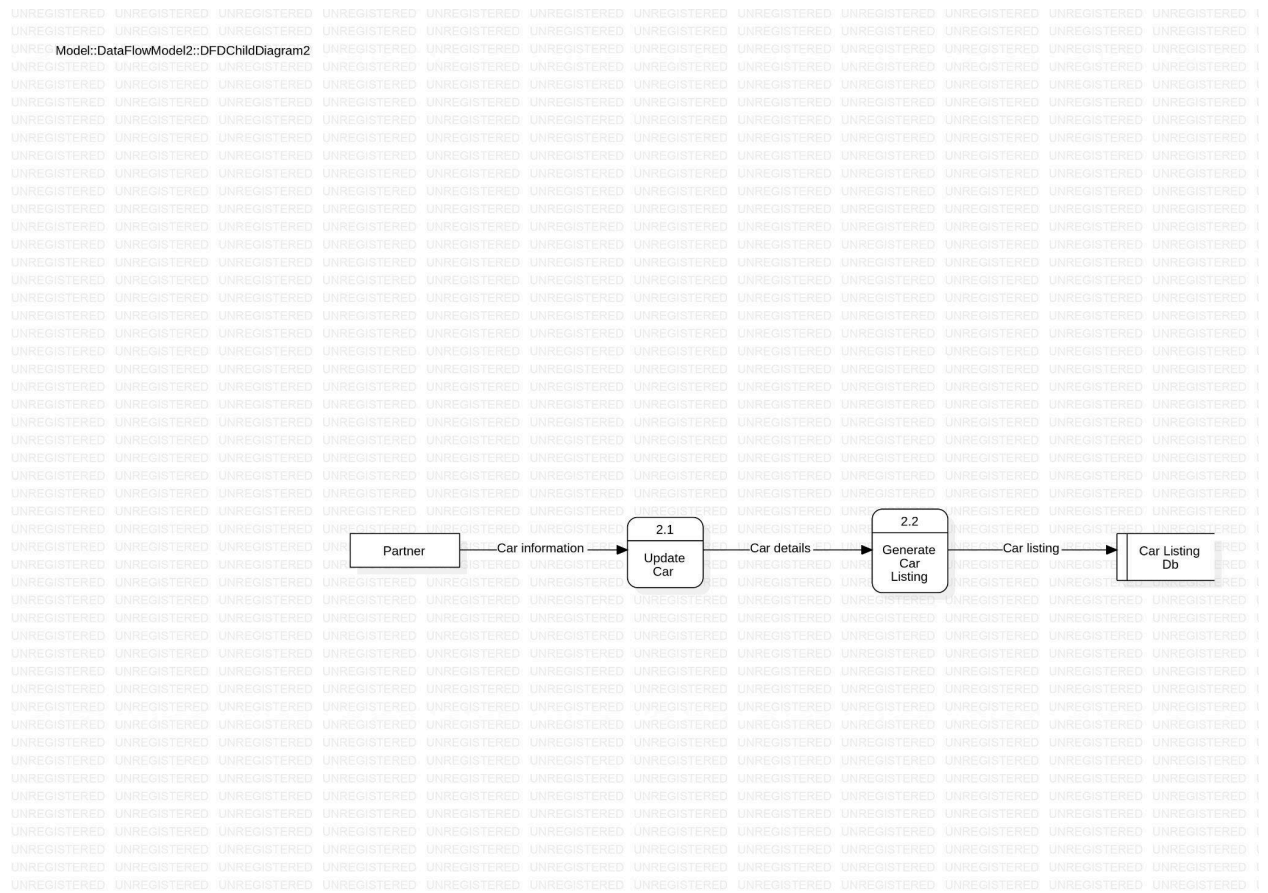 Model::DataFlowModel2::DFDChildDiagram2
Partner
Car information
2.1
Update
Car
Car details
2.2
Generate
Car
Listing
Car listing
Car Listing
Db
UNREGISTERED